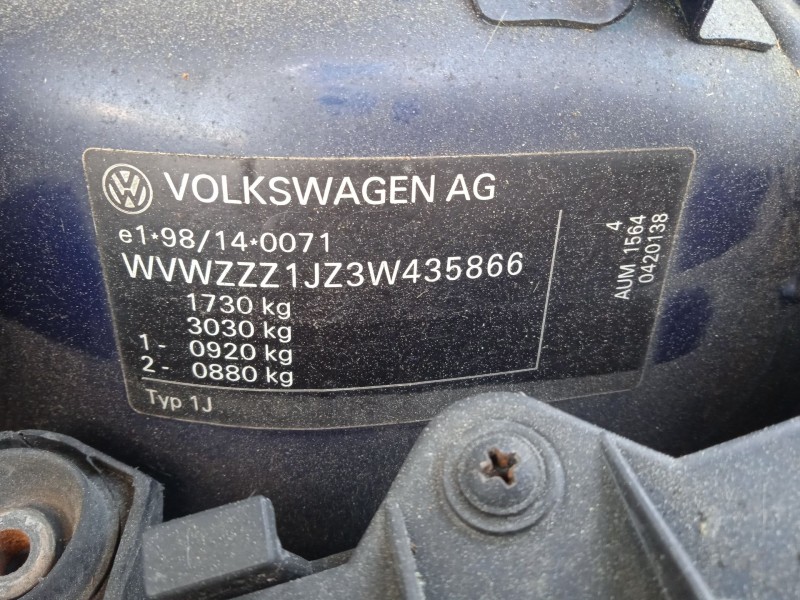 VOLKSWAGEN AG
e1*98/14*0071
WVWZZZ1JZ3W435866
1730 kg
3030 kg
1- 0920 kg
2- 0880 kg
Typ 1J
4
AUM 1564
0420138